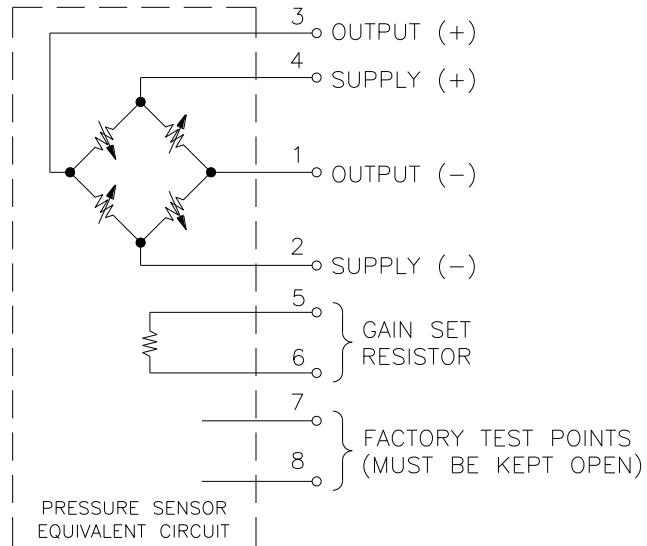 3 OUTPUT (+)
4 SUPPLY (+)
1 OUTPUT (-)
2 SUPPLY (-)
5
GAIN SET
RESISTOR
6
7
FACTORY TEST POINTS
(MUST BE KEPT OPEN)
8
PRESSURE SENSOR
EQUIVALENT CIRCUIT